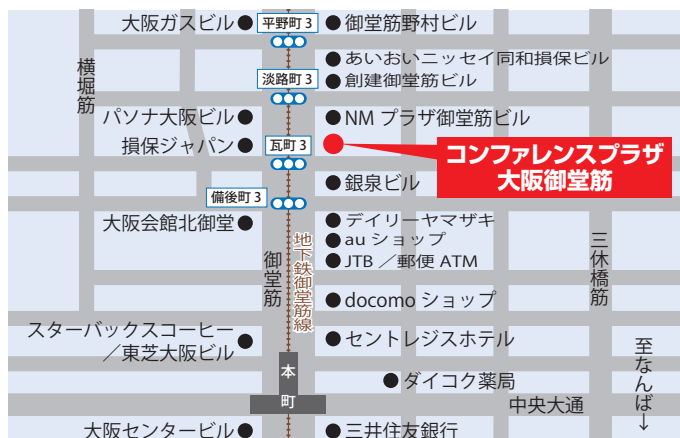 大阪ガスビル
平野町 3
御堂筋野村ビル
横堀筋
あいおいニッセイ同和損保ビル
淡路町 3
創建御堂筋ビル
パソナ大阪ビル
NM プラザ御堂筋ビル
損保ジャパン
瓦町 3
コンファレンスプラザ
大阪御堂筋
銀泉ビル
備後町 3
大阪会館北御堂
デイリーヤマザキ
au ショップ
JTB ／郵便 ATM
御堂筋
地下鉄御堂筋線
三休橋筋
docomo ショップ
スターバックスコーヒー
／東芝大阪ビル
セントレジスホテル
至なんば→
本町
ダイコク薬局
中央大通
大阪センタービル
三井住友銀行